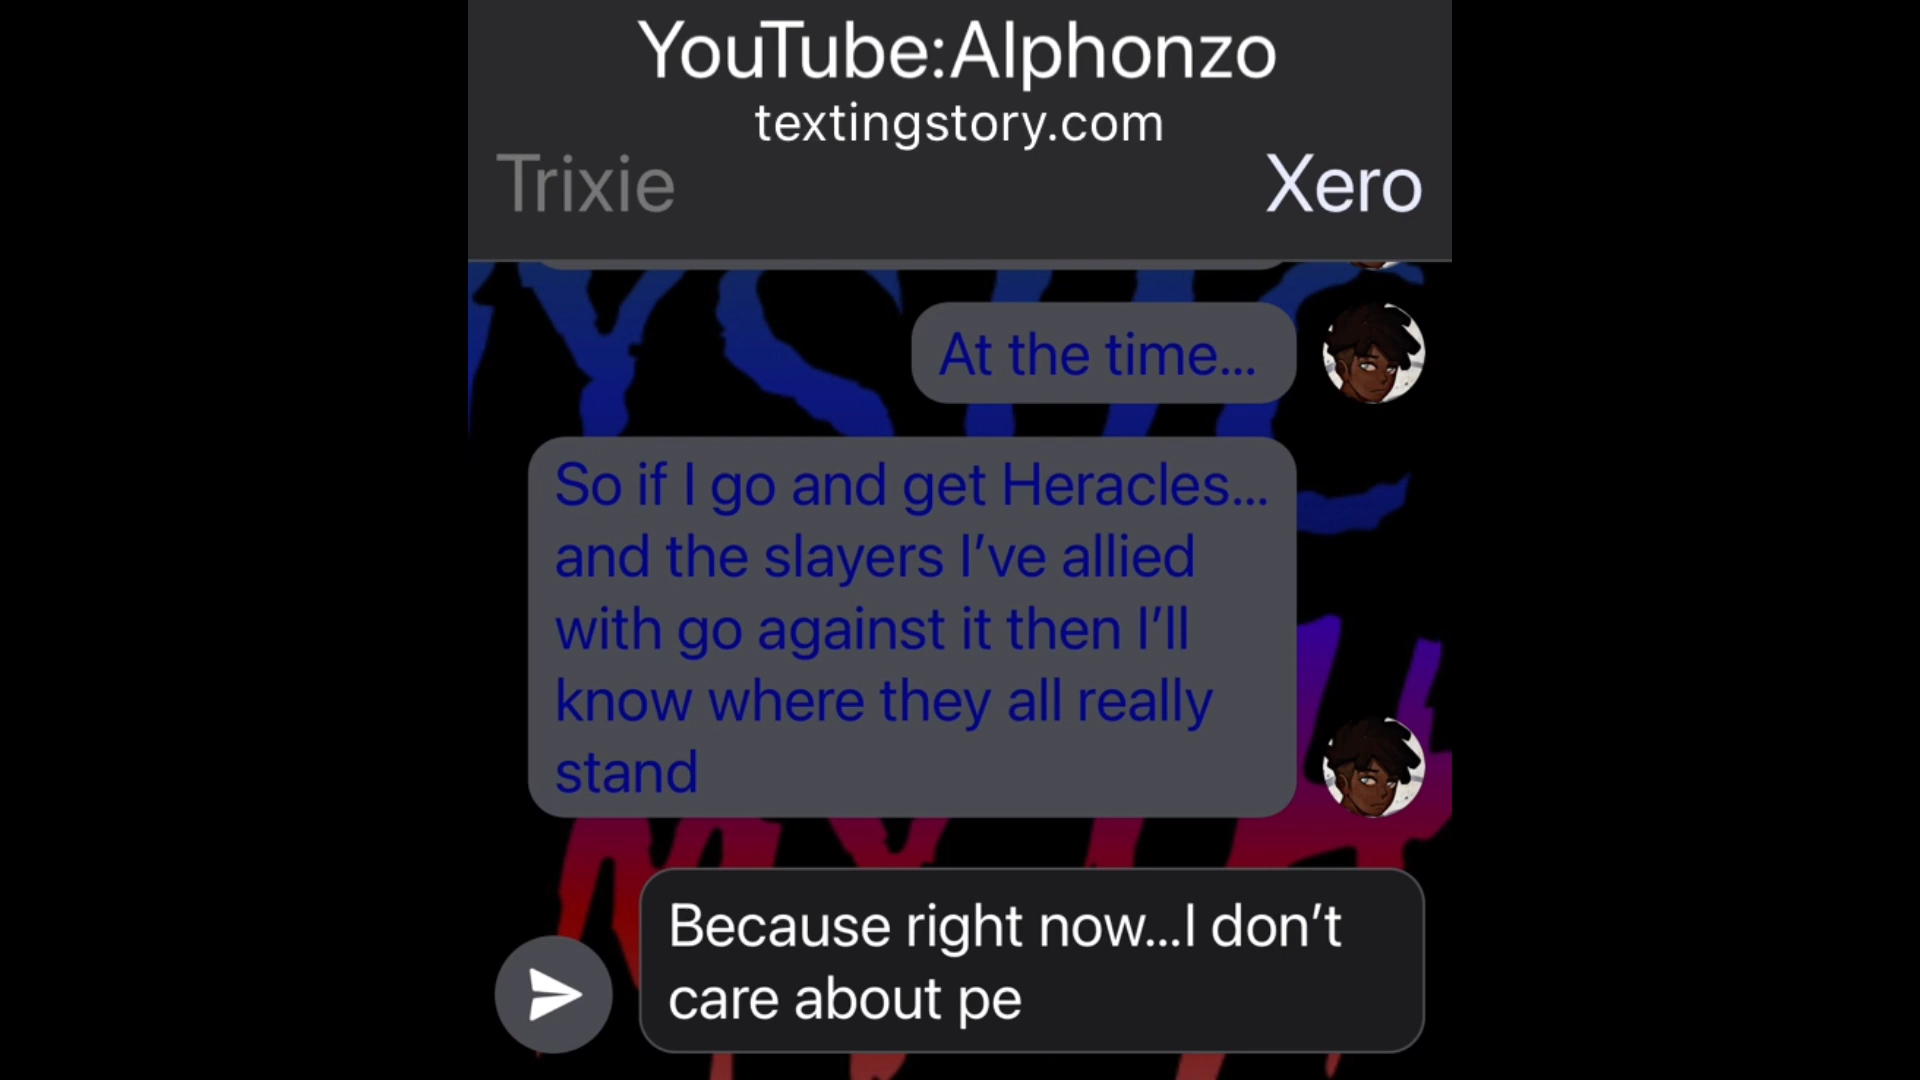 YouTube:Alphonzo
textingstory.com
Trixie
Xero
At the time...
So if I go and get Heracles...
and the slayers I’ve allied
with go against it then I’ll
know where they all really
stand
Because right now...I don’t
care about pe